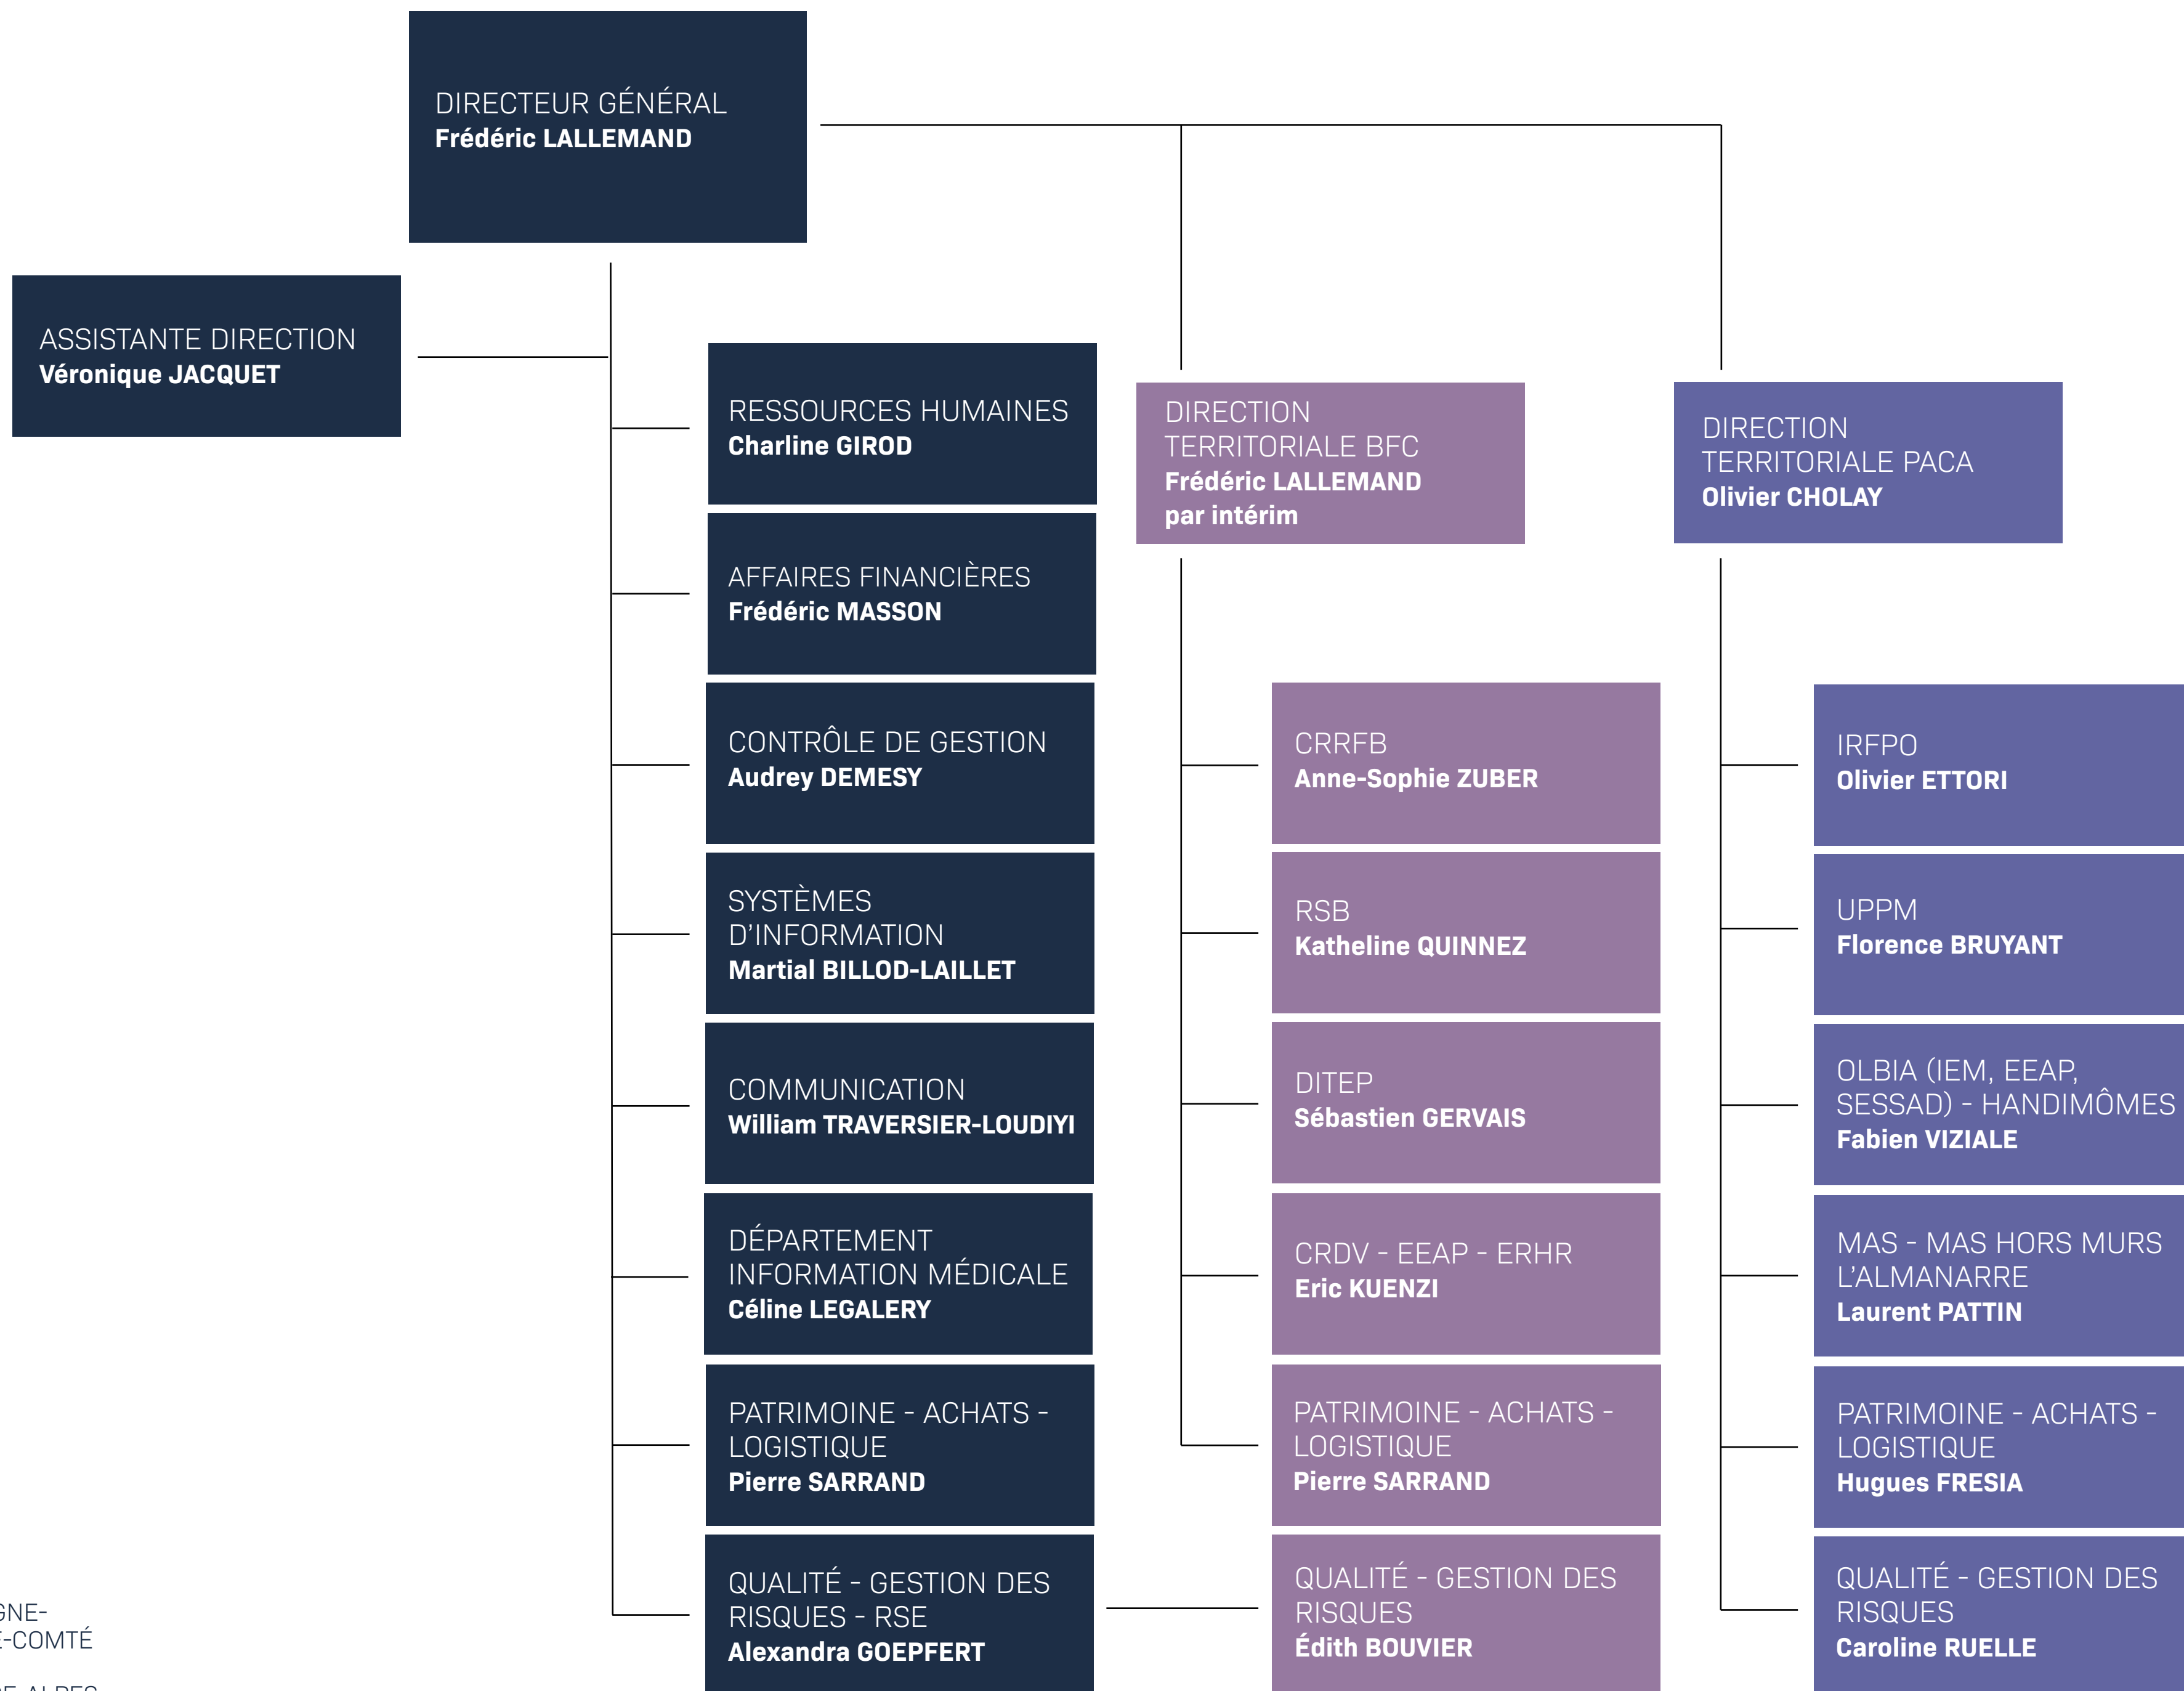 DIRECTEUR GÉNÉRAL
Frédéric LALLEMAND
ASSISTANTE DIRECTION
Véronique JACQUET
RESSOURCES HUMAINES
Charline GIROD
AFFAIRES FINANCIÈRES
Frédéric MASSON
CONTRÔLE DE GESTION
Audrey DEMESY
SYSTÈMES
D’INFORMATION
Martial BILLOD-LAILLET
COMMUNICATION
William TRAVERSIER-LOUDIYI
DÉPARTEMENT
INFORMATION MÉDICALE
Céline LEGALERY
PATRIMOINE - ACHATS -
LOGISTIQUE
Pierre SARRAND
QUALITÉ - GESTION DES
RISQUES - RSE
Alexandra GOEPFERT
DIRECTION
TERRITORIALE BFC
Frédéric LALLEMAND
par intérim
CRRFB
Anne-Sophie ZUBER
RSB
Katheline QUINNEZ
DITEP
Sébastien GERVAIS
CRDV - EEAP - ERHR
Eric KUENZI
PATRIMOINE - ACHATS -
LOGISTIQUE
Pierre SARRAND
QUALITÉ - GESTION DES
RISQUES
Édith BOUVIER
DIRECTION
TERRITORIALE PACA
Olivier CHOLAY
IRFPO
Olivier ETTORI
UPPM
Florence BRUYANT
OLBIA (IEM, EEAP,
SESSAD) - HANDIMÔMES
Fabien VIZIALE
MAS - MAS HORS MURS
L’ALMANARRE
Laurent PATTIN
PATRIMOINE - ACHATS -
LOGISTIQUE
Hugues FRESIA
QUALITÉ - GESTION DES
RISQUES
Caroline RUELLE
GNE-
E-COMTÉ